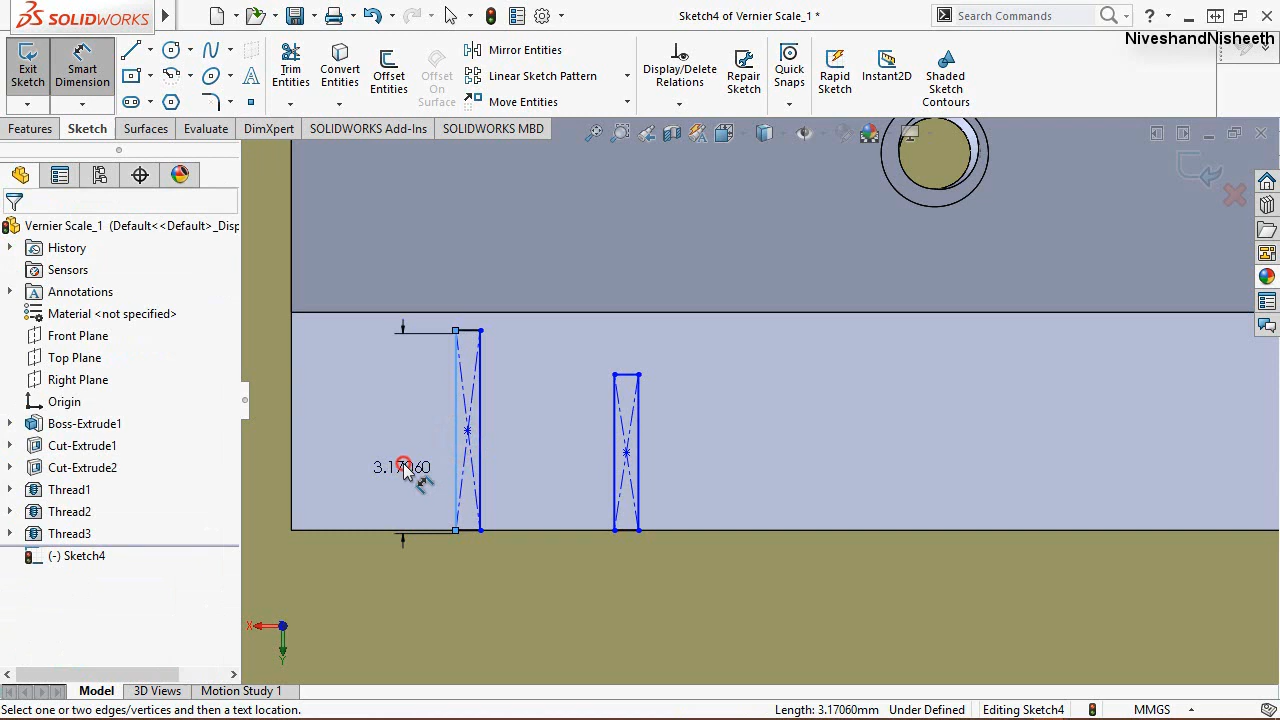 SOLIDWORKS
Sketch4 of Vernier Scale_1 *
Search Commands
NiveshandNisheeth
Exit Sketch
Smart Dimension
Trim Entities
Convert Entities
Offset Entities
Offset On Surface
Mirror Entities
Linear Sketch Pattern
Move Entities
Display/Delete Relations
Repair Sketch
Quick Snaps
Rapid Sketch
Instant2D
Shaded Sketch Contours
Features
Sketch
Surfaces
Evaluate
DimXpert
SOLIDWORKS Add-Ins
SOLIDWORKS MBD
Vernier Scale_1 (Default<<Default>_Disp
History
Sensors
Annotations
Material <not specified>
Front Plane
Top Plane
Right Plane
Origin
Boss-Extrude1
Cut-Extrude1
Cut-Extrude2
Thread1
Thread2
Thread3
(-) Sketch4
3.17060
X
Y
Model
3D Views
Motion Study 1
Select one or two edges/vertices and then a text location.
Length: 3.17060mm
Under Defined
Editing Sketch4
MMGS